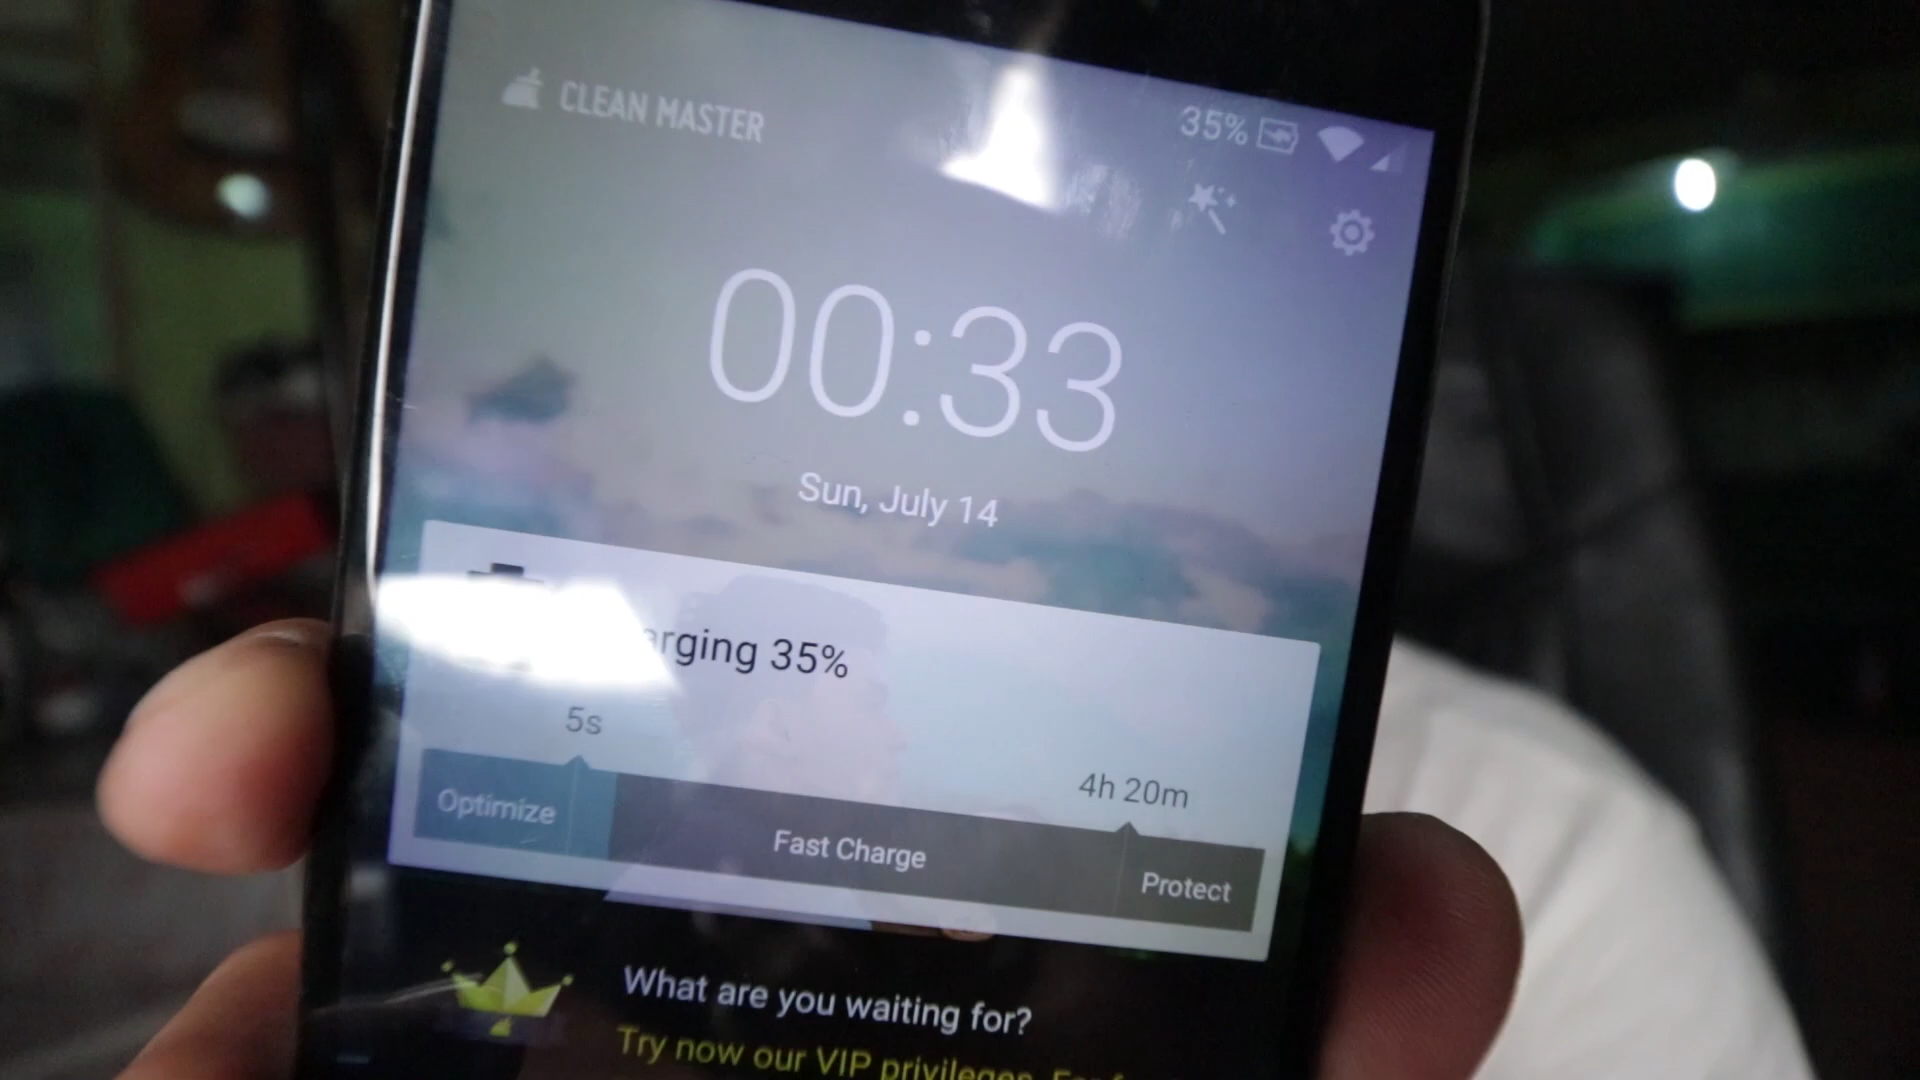 CLEAN MASTER
35%
00:33
Sun, July 14
35%
5s
4h 20m
Optimize
Fast Charge
Protect
What are you waiting for?
Try now our VIP